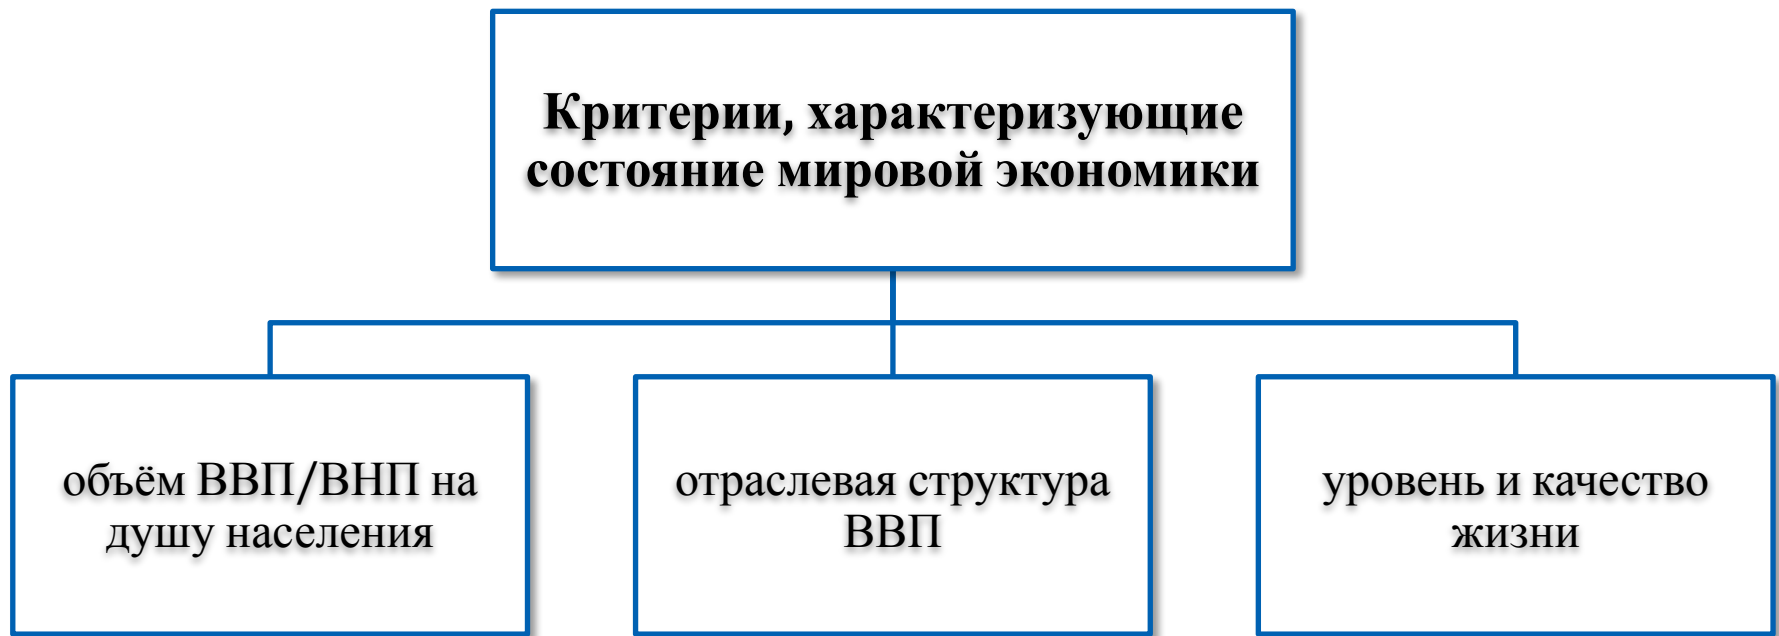 Критерии, характеризующие
состояние мировой экономики
объём ВВП/ВНП на
душу населения
отраслевая структура
ВВП
уровень и качество
жизни